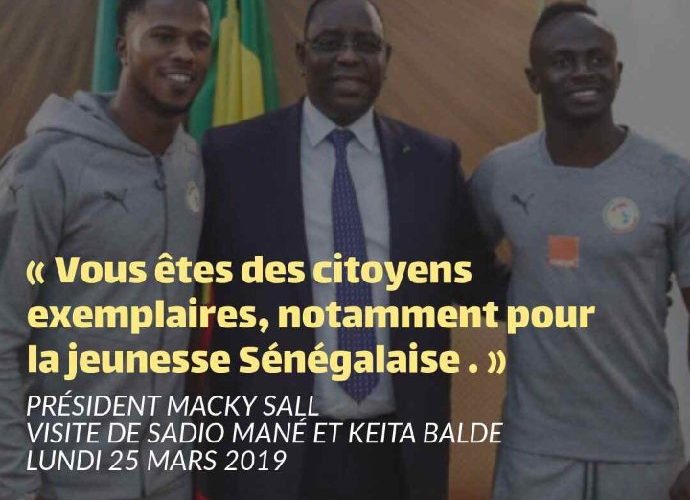 orange
« Vous êtes des citoyens
exemplaires, notamment pour
la jeunesse Sénégalaise . »
PRÉSIDENT MACKY SALL
VISITE DE SADIO MANÉ ET KEITA BALDE
LUNDI 25 MARS 2019